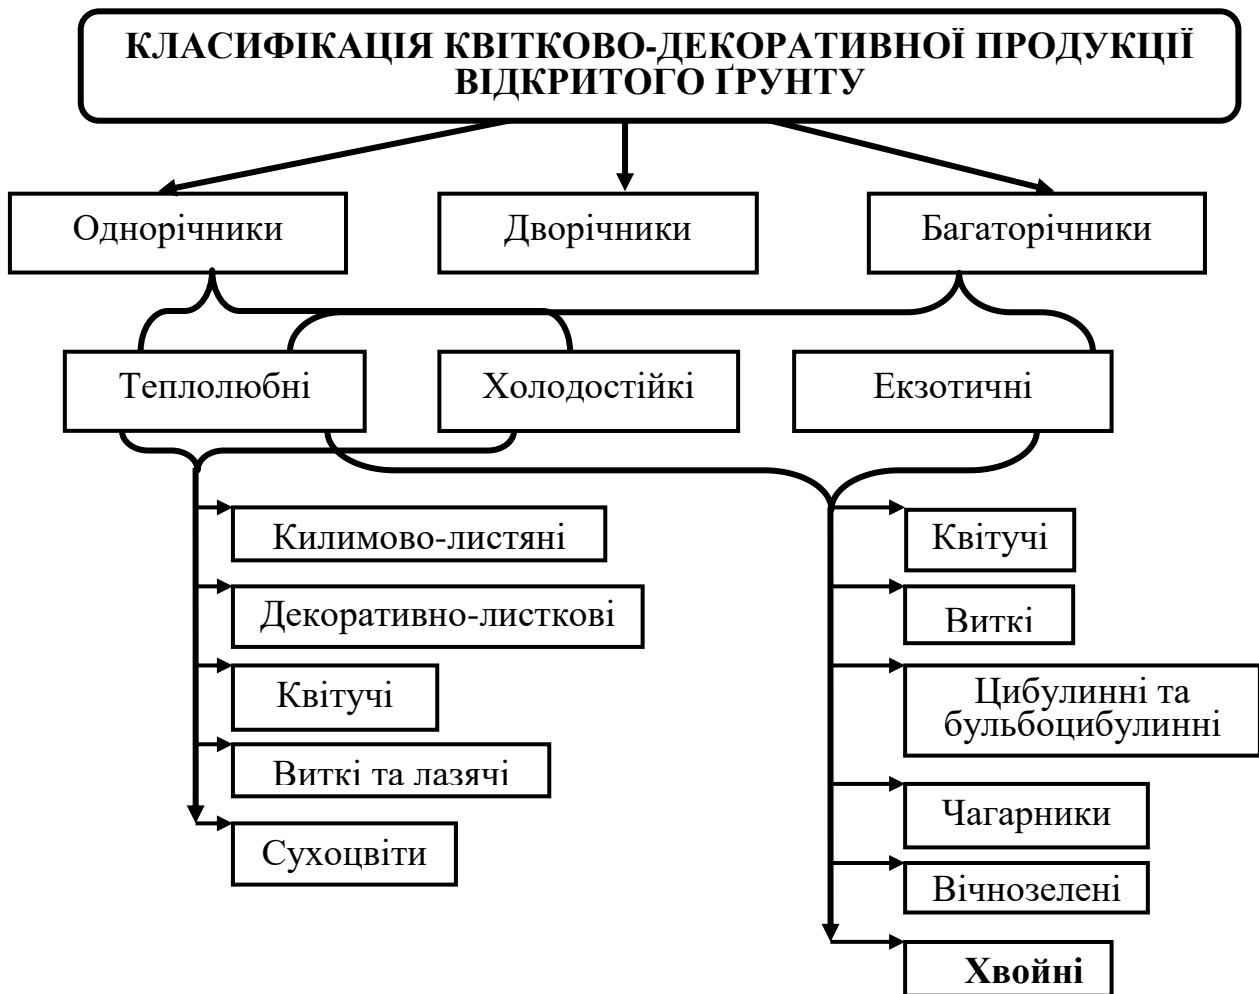 КЛАСИФІКАЦІЯ КВІТКОВО-ДЕКОРАТИВНОЇ ПРОДУКЦІЇ
ВІДКРИТОГО ҐРУНТУ
Однорічники
Дворічники
Багаторічники
Теплолюбні
Холодостійкі
Екзотичні
Килимово-листяні
Декоративно-листкові
Квітучі
Виткі та лазячі
Сухоцвіти
Квітучі
Виткі
Цибулинні та
бульбоцибулинні
Чагарники
Вічнозелені
Хвойні